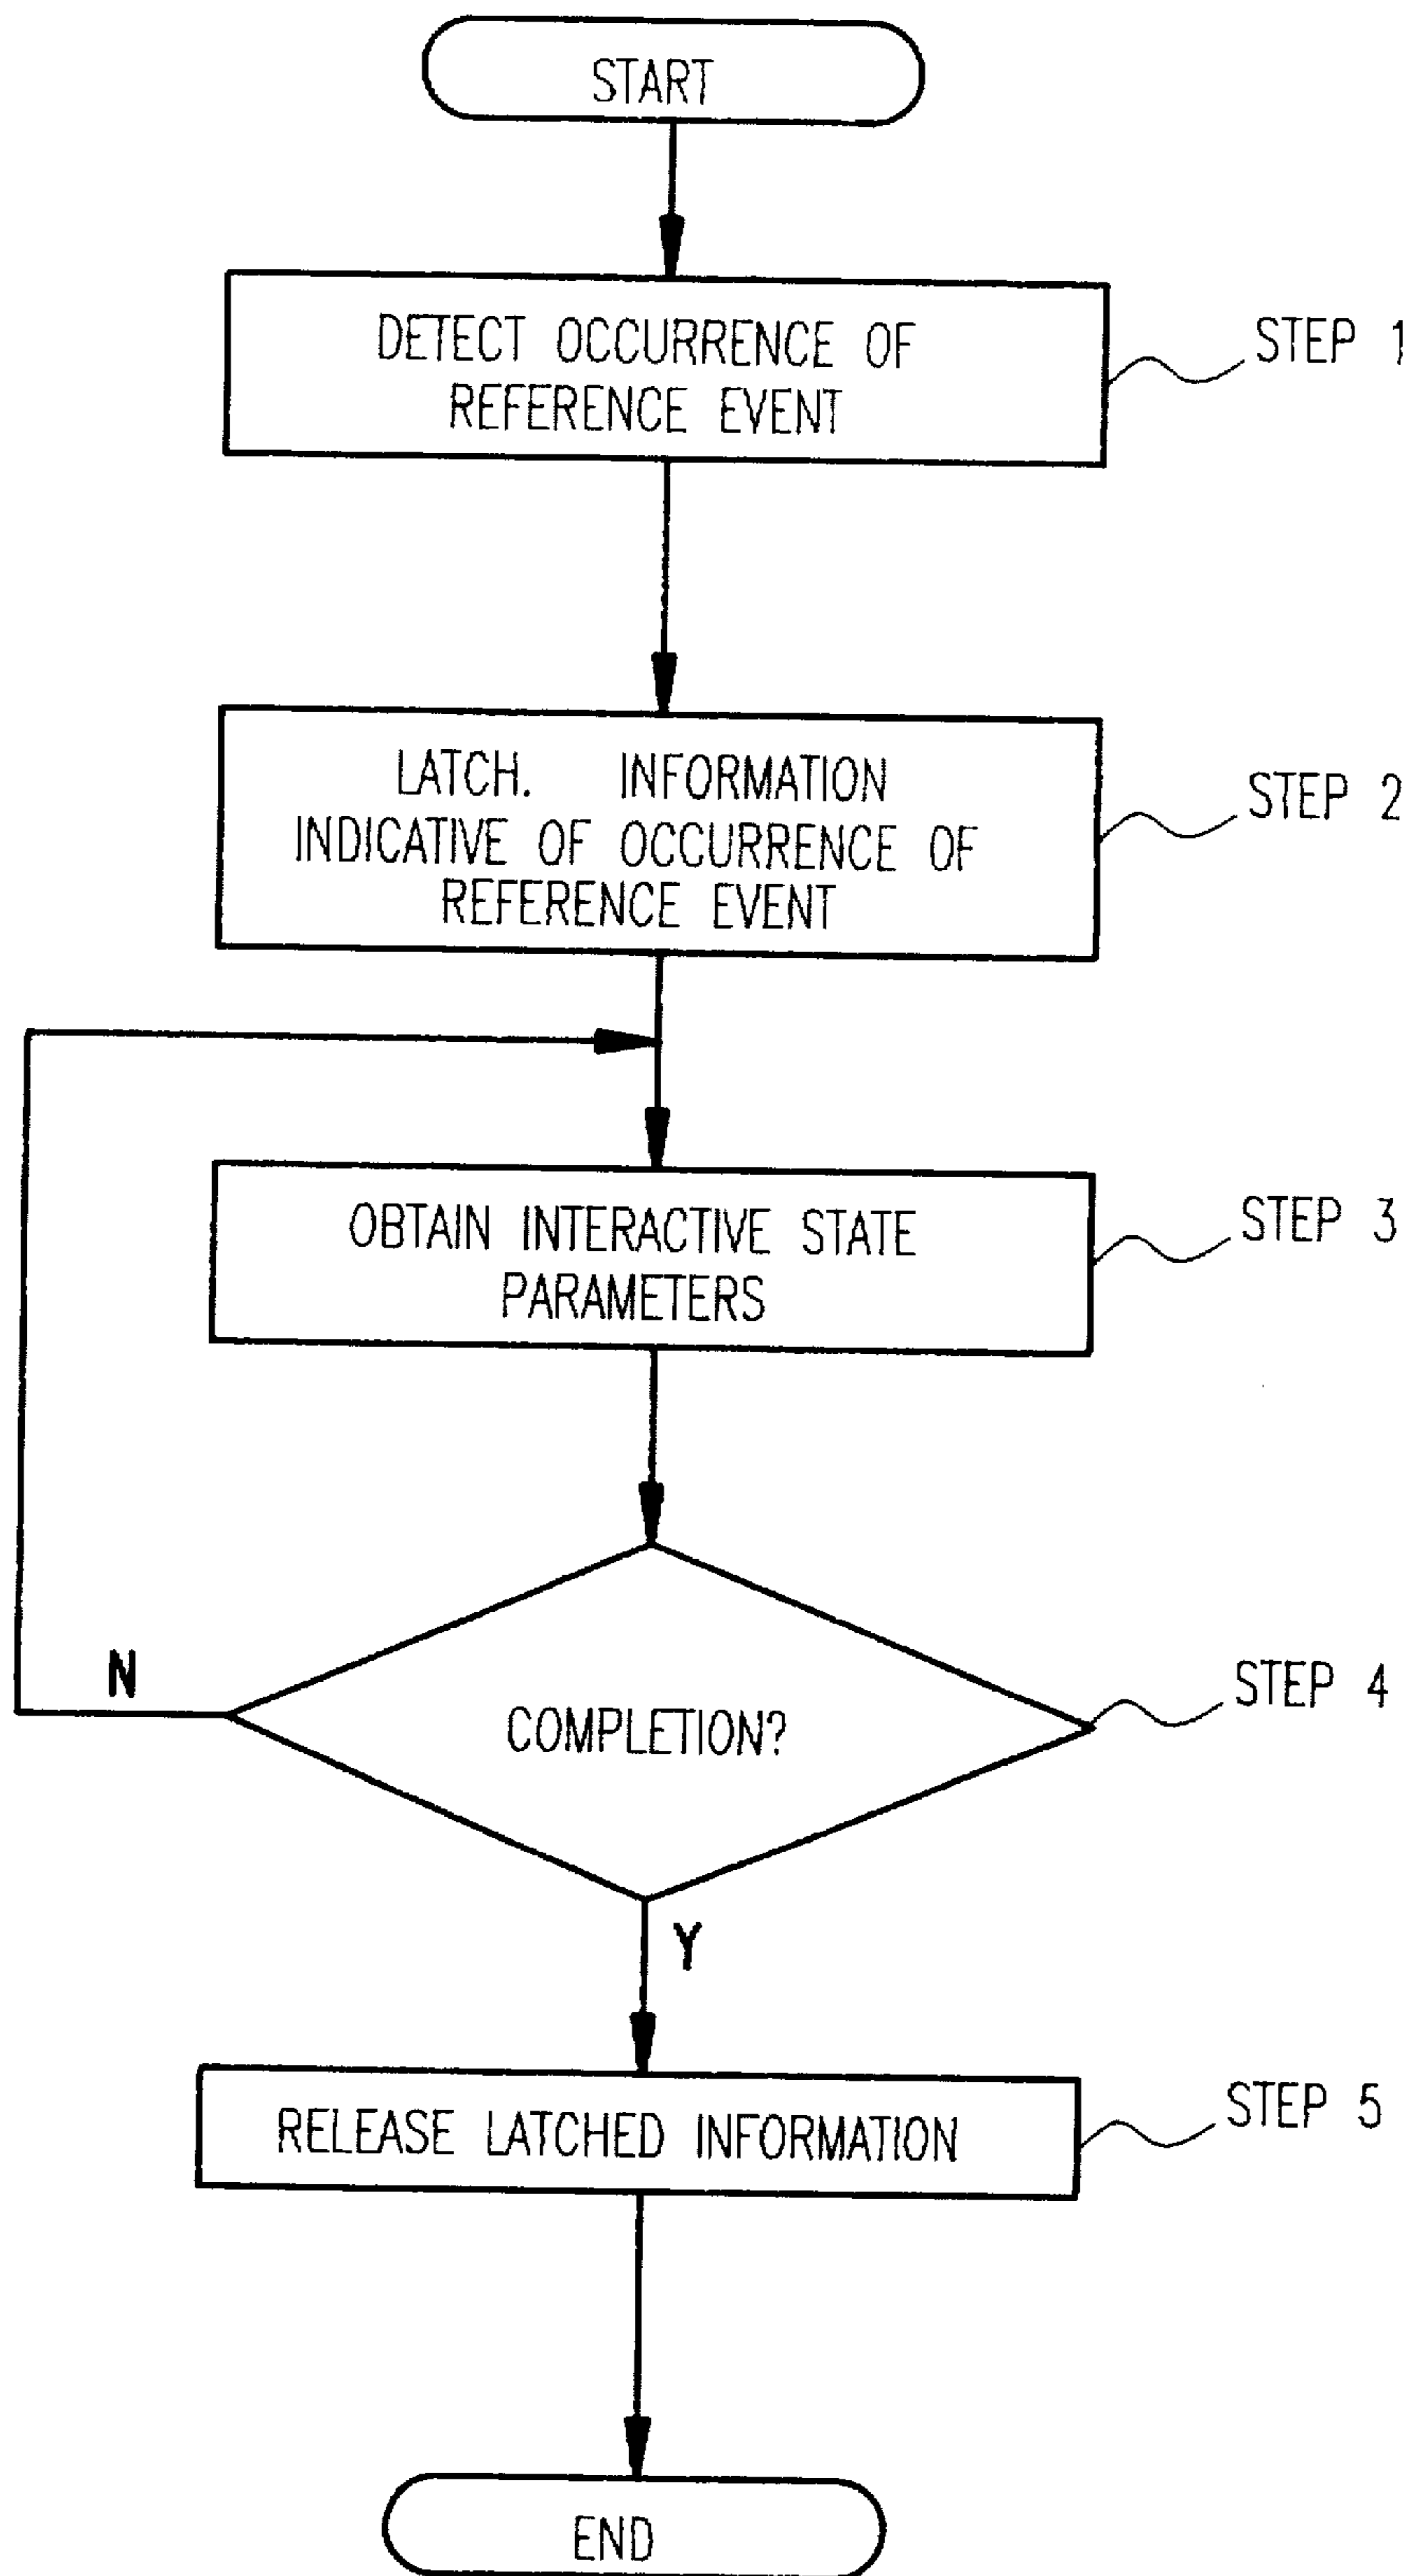 START
DETECT OCCURRENCE OF
REFERENCE EVENT
STEP 1
LATCH. INFORMATION
INDICATIVE OF OCCURRENCE OF
REFERENCE EVENT
STEP 2
OBTAIN INTERACTIVE STATE
PARAMETERS
STEP 3
N
COMPLETION?
STEP 4
Y
RELEASE LATCHED INFORMATION
STEP 5
END